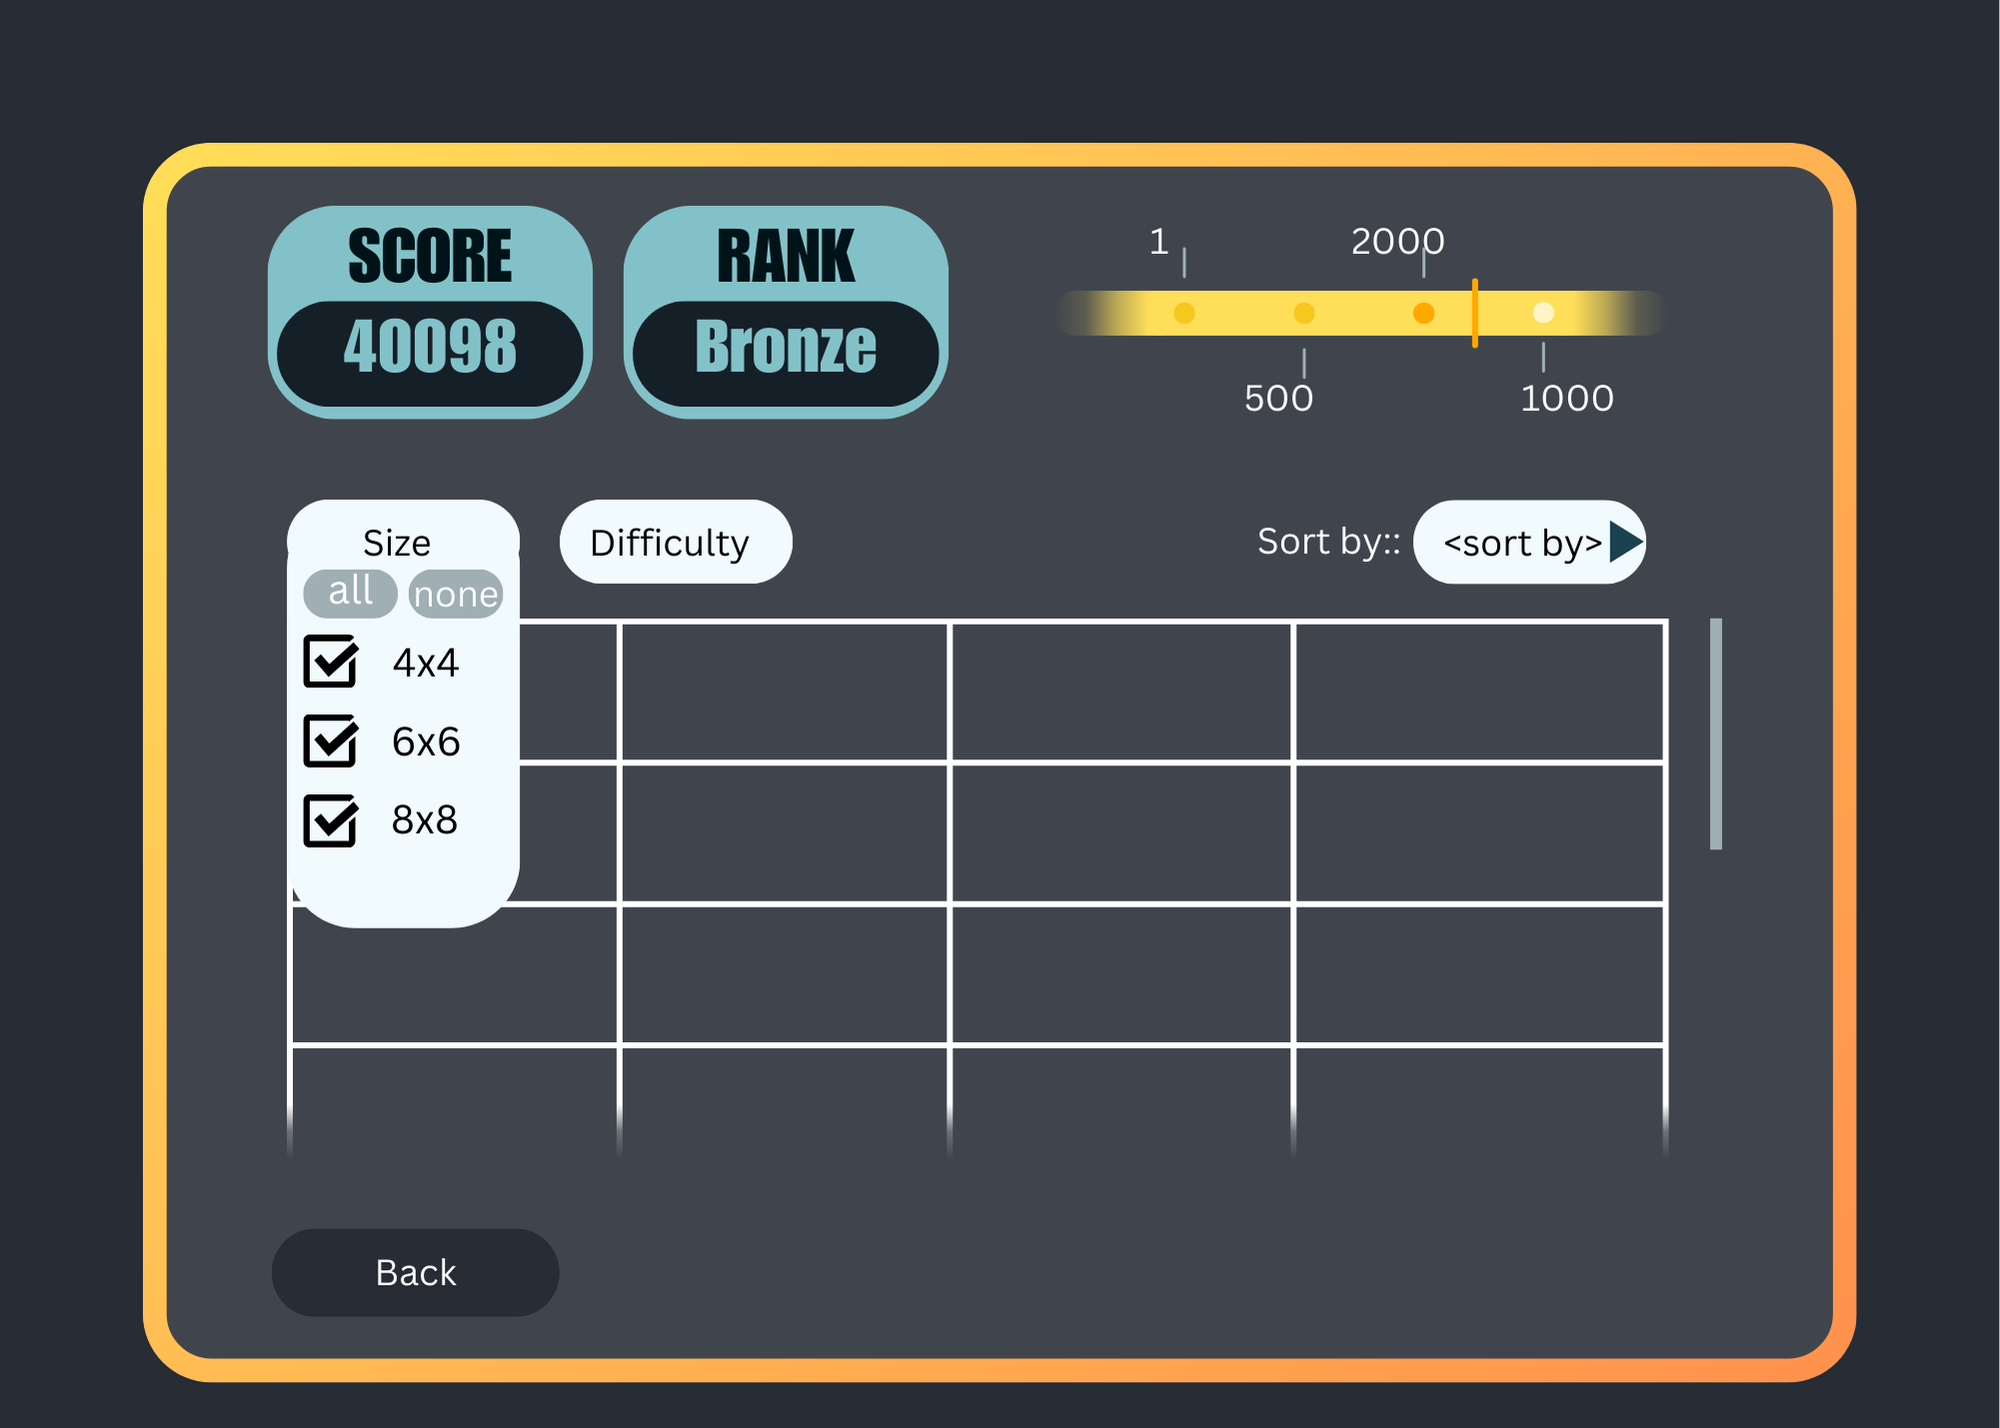 SCORE
40098
RANK
Bronze
1
2000
500
1000
Size
Difficulty
Sort by::
<sort by>
all
none
4x4
6x6
8x8
Back